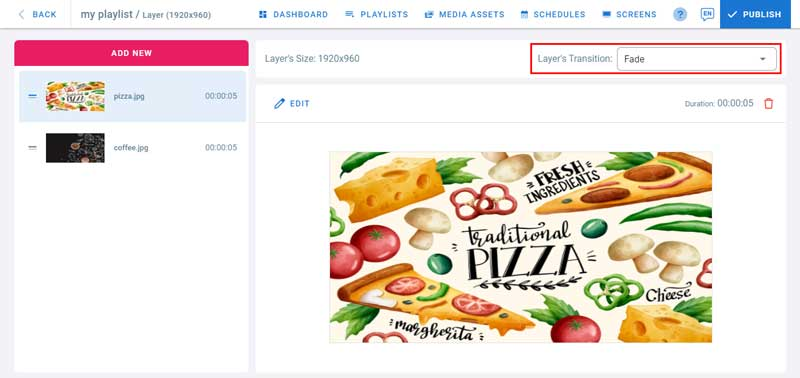 BACK
my playlist / Layer (1920x960)
DASHBOARD
PLAYLISTS
MEDIA ASSETS
SCHEDULES
SCREENS
?
EN
PUBLISH
ADD NEW
pizza.jpg
00:00:05
coffee.jpg
00:00:05
Layer's Size: 1920x960
Layer's Transition:
Fade
EDIT
Duration: 00:00:05
FRESH
INGREDIENTS
traditional
PIZZA
Cheese
margherita